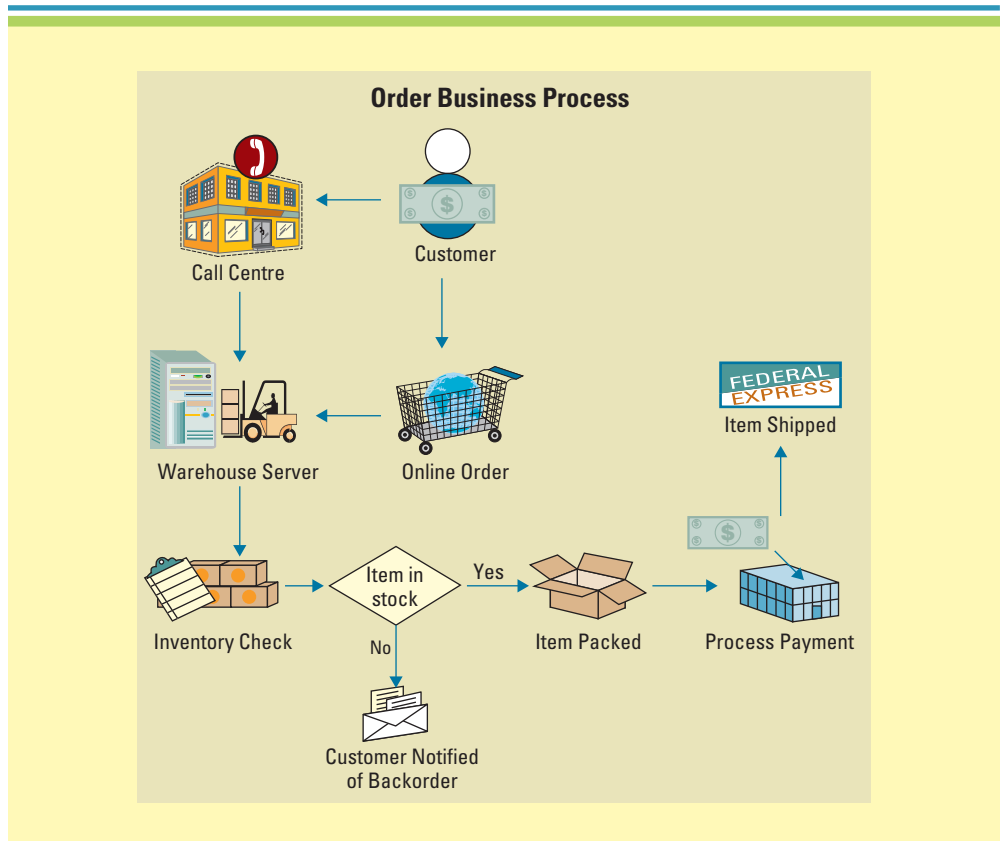 Order Business Process
$
Call Centre
Customer
FEDERAL
EXPRESS
Item Shipped
Warehouse Server
Online Order
$
Item in
stock
Yes
Inventory Check
Item Packed
Process Payment
No
Customer Notified
of Backorder